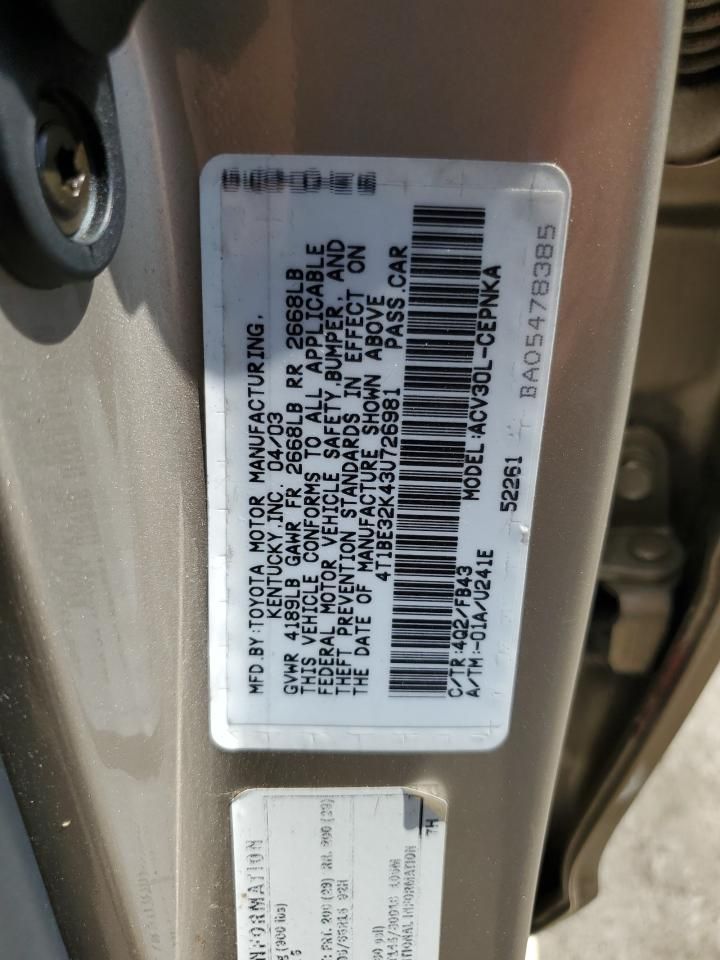 MFD.BY:TOYOTA MOTOR MANUFACTURING,
KENTUCKY,INC. 04/03
GVWR 4189LB GAWR FR 2668LB RR 2668LB
THIS VEHICLE CONFORMS TO ALL APPLICABLE
FEDERAL MOTOR VEHICLE SAFETY,BUMPER, AND
THEFT PREVENTION STANDARDS IN EFFECT ON
THE DATE OF MANUFACTURE SHOWN ABOVE
4T1BE32K43U726981 PASS.CAR
C/TR:4Q2/FB43 MODEL:ACV30L-CEPNKA
A/TM:-01A/U241E 52261
BA05478385
7H